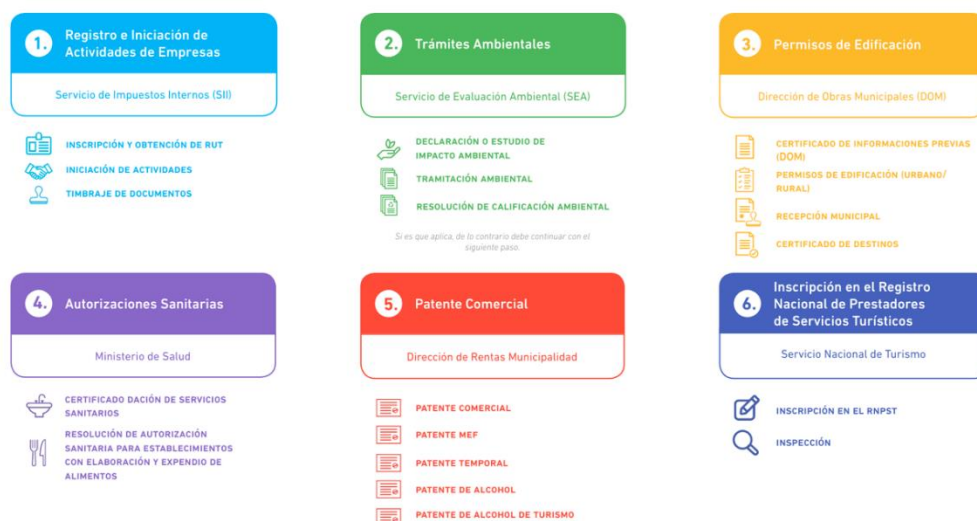 1.
Registro e Iniciación de
Actividades de Empresas
Servicio de Impuestos Internos (SII)
INSCRIPCIÓN Y OBTENCIÓN DE RUT
INICIACIÓN DE ACTIVIDADES
TIMBRAJE DE DOCUMENTOS
2.
Trámites Ambientales
Servicio de Evaluación Ambiental (SEA)
DECLARACIÓN O ESTUDIO DE
IMPACTO AMBIENTAL
TRAMITACIÓN AMBIENTAL
RESOLUCIÓN DE CALIFICACIÓN AMBIENTAL
Si es que aplica, de lo contrario debe continuar con el
siguiente paso.
3.
Permisos de Edificación
Dirección de Obras Municipales (DOM)
CERTIFICADO DE INFORMACIONES PREVIAS
(DOM)
PERMISOS DE EDIFICACIÓN (URBANO/
RURAL)
RECEPCIÓN MUNICIPAL
CERTIFICADO DE DESTINOS
4.
Autorizaciones Sanitarias
Ministerio de Salud
CERTIFICADO DACIÓN DE SERVICIOS
SANITARIOS
RESOLUCIÓN DE AUTORIZACIÓN
SANITARIA PARA ESTABLECIMIENTOS
CON ELABORACIÓN Y EXPENDIO DE
ALIMENTOS
5.
Patente Comercial
Dirección de Rentas Municipalidad
PATENTE COMERCIAL
PATENTE MEF
PATENTE TEMPORAL
PATENTE DE ALCOHOL
PATENTE DE ALCOHOL DE TURISMO
6.
Inscripción en el Registro
Nacional de Prestadores
de Servicios Turísticos
Servicio Nacional de Turismo
INSCRIPCIÓN EN EL RNPST
INSPECCIÓN